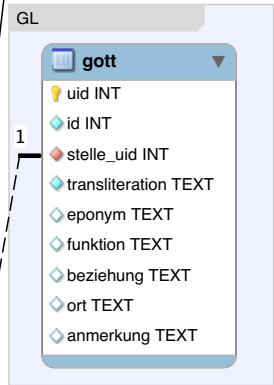 GL
gott
uid INT
id INT
1
stelle_uid INT
transliteration TEXT
eponym TEXT
funktion TEXT
beziehung TEXT
ort TEXT
anmerkung TEXT